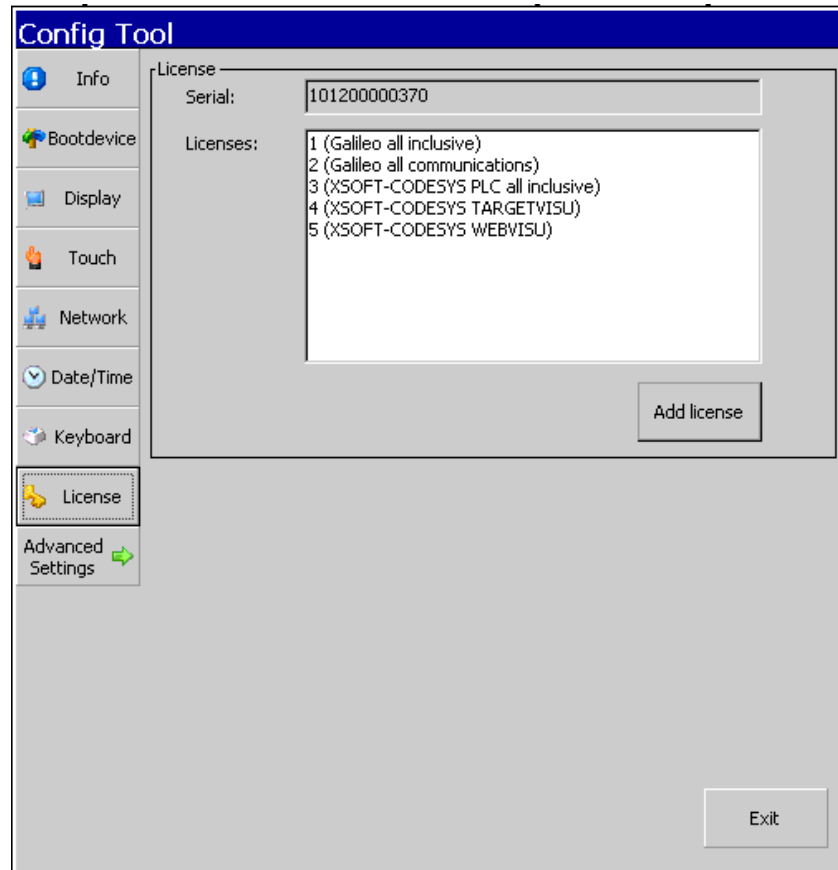 Config Tool
Info
Bootdevice
Display
Touch
Network
Date/Time
Keyboard
License
Advanced
Settings
License
Serial:
101200000370
Licenses:
1 (Galileo all inclusive)
2 (Galileo all communications)
3 (XSOFT-CODESYS PLC all inclusive)
4 (XSOFT-CODESYS TARGETVISU)
5 (XSOFT-CODESYS WEBVISU)
Add license
Exit